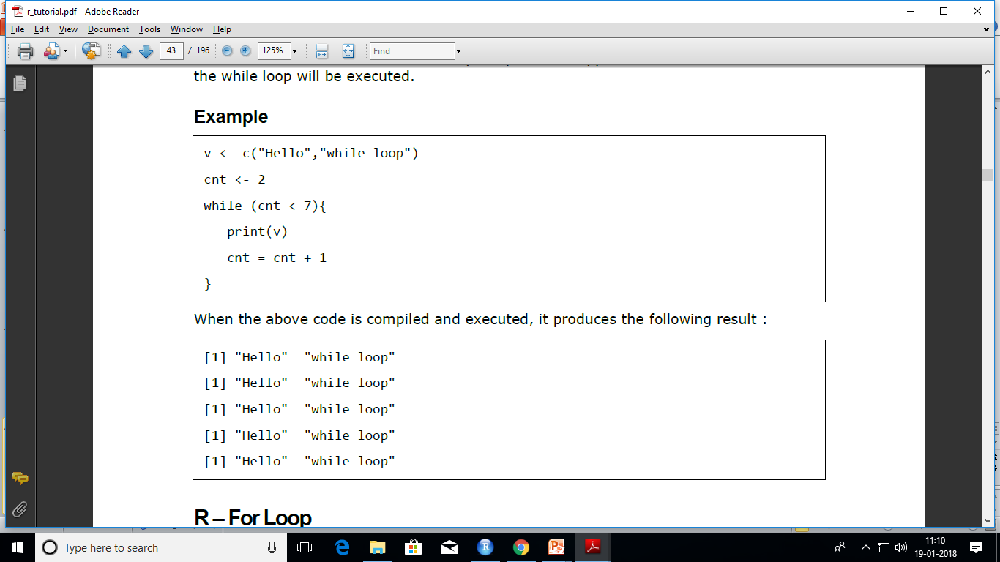 r_tutorial.pdf - Adobe Reader
File Edit View Document Tools Window Help
43 / 196 125% Find
the while loop will be executed.
Example
v <- c("Hello","while loop")
cnt <- 2
while (cnt < 7){
print(v)
cnt = cnt + 1
}
When the above code is compiled and executed, it produces the following result :
[1] "Hello" "while loop"
[1] "Hello" "while loop"
[1] "Hello" "while loop"
[1] "Hello" "while loop"
[1] "Hello" "while loop"
R – For Loop
Type here to search
11:10
19-01-2018